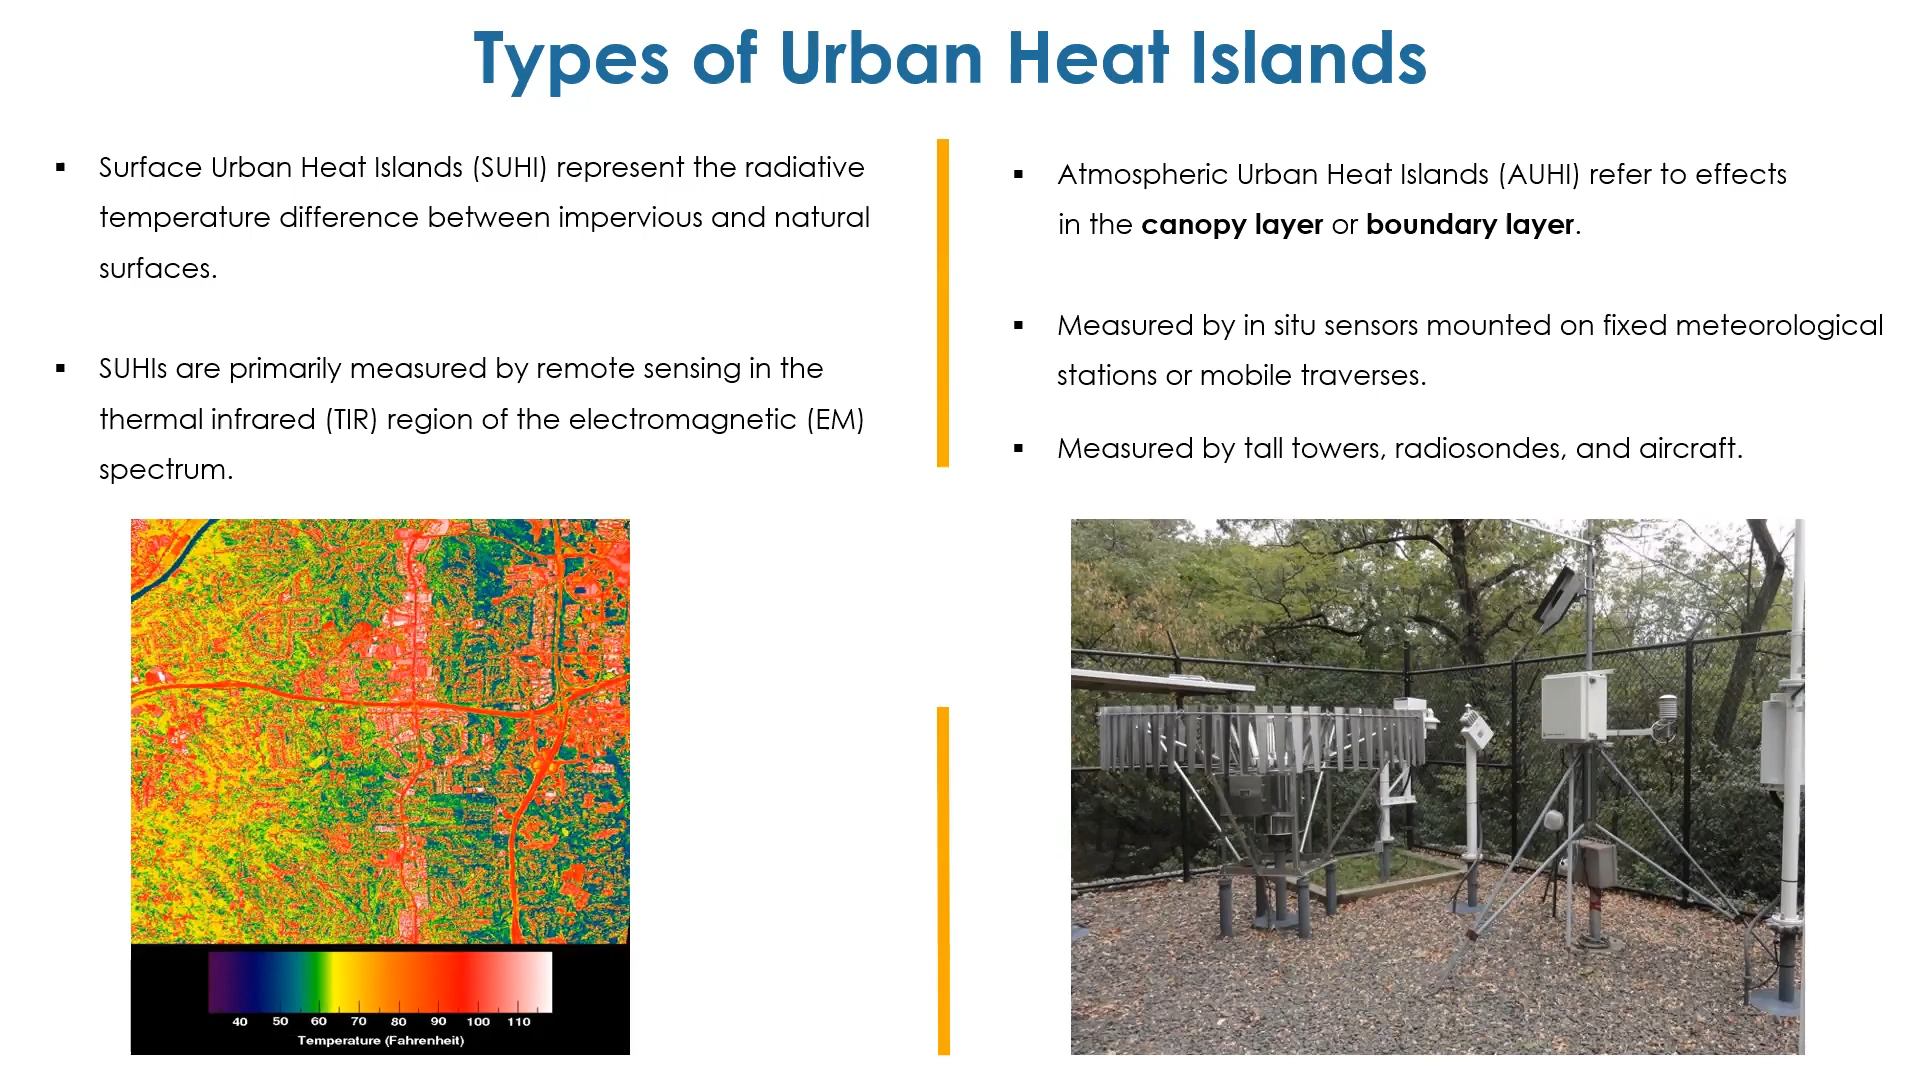 Types of Urban Heat Islands
▪ Surface Urban Heat Islands (SUHI) represent the radiative
temperature difference between impervious and natural
surfaces.
▪ SUHIs are primarily measured by remote sensing in the
thermal infrared (TIR) region of the electromagnetic (EM)
spectrum.
▪ Atmospheric Urban Heat Islands (AUHI) refer to effects
in the canopy layer or boundary layer.
▪ Measured by in situ sensors mounted on fixed meteorological
stations or mobile traverses.
▪ Measured by tall towers, radiosondes, and aircraft.
40 50 60 70 80 90 100 110
Temperature (Fahrenheit)